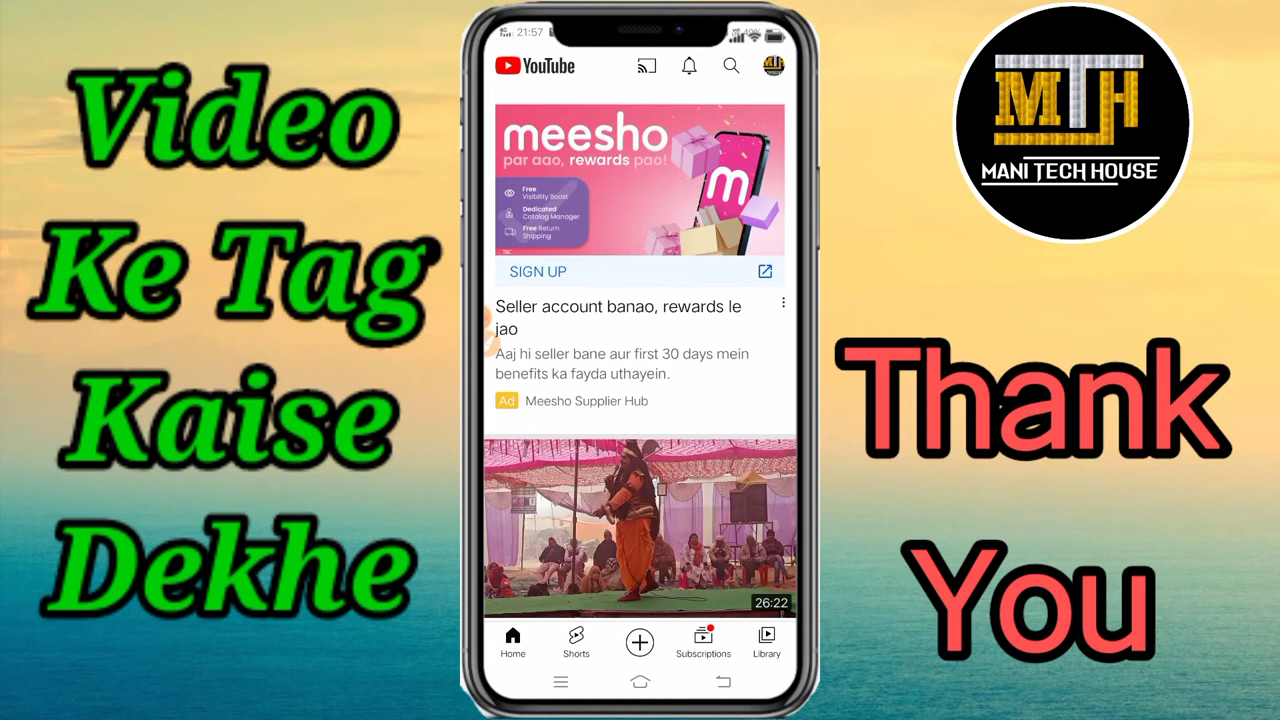 Video
Ke Tag
Kaise
Dekhe
21:57
YouTube
meesho
par aao, rewards pao!
Free
Visibility Boost
Dedicated
Catalog Manager
Free Return
Shipping
T&C
SIGN UP
Seller account banao, rewards le
jao
Aaj hi seller bane aur first 30 days mein
benefits ka fayda uthayein.
Ad Meesho Supplier Hub
26:22
Home Shorts Subscriptions Library
MTH
MANI TECH HOUSE
Thank
You